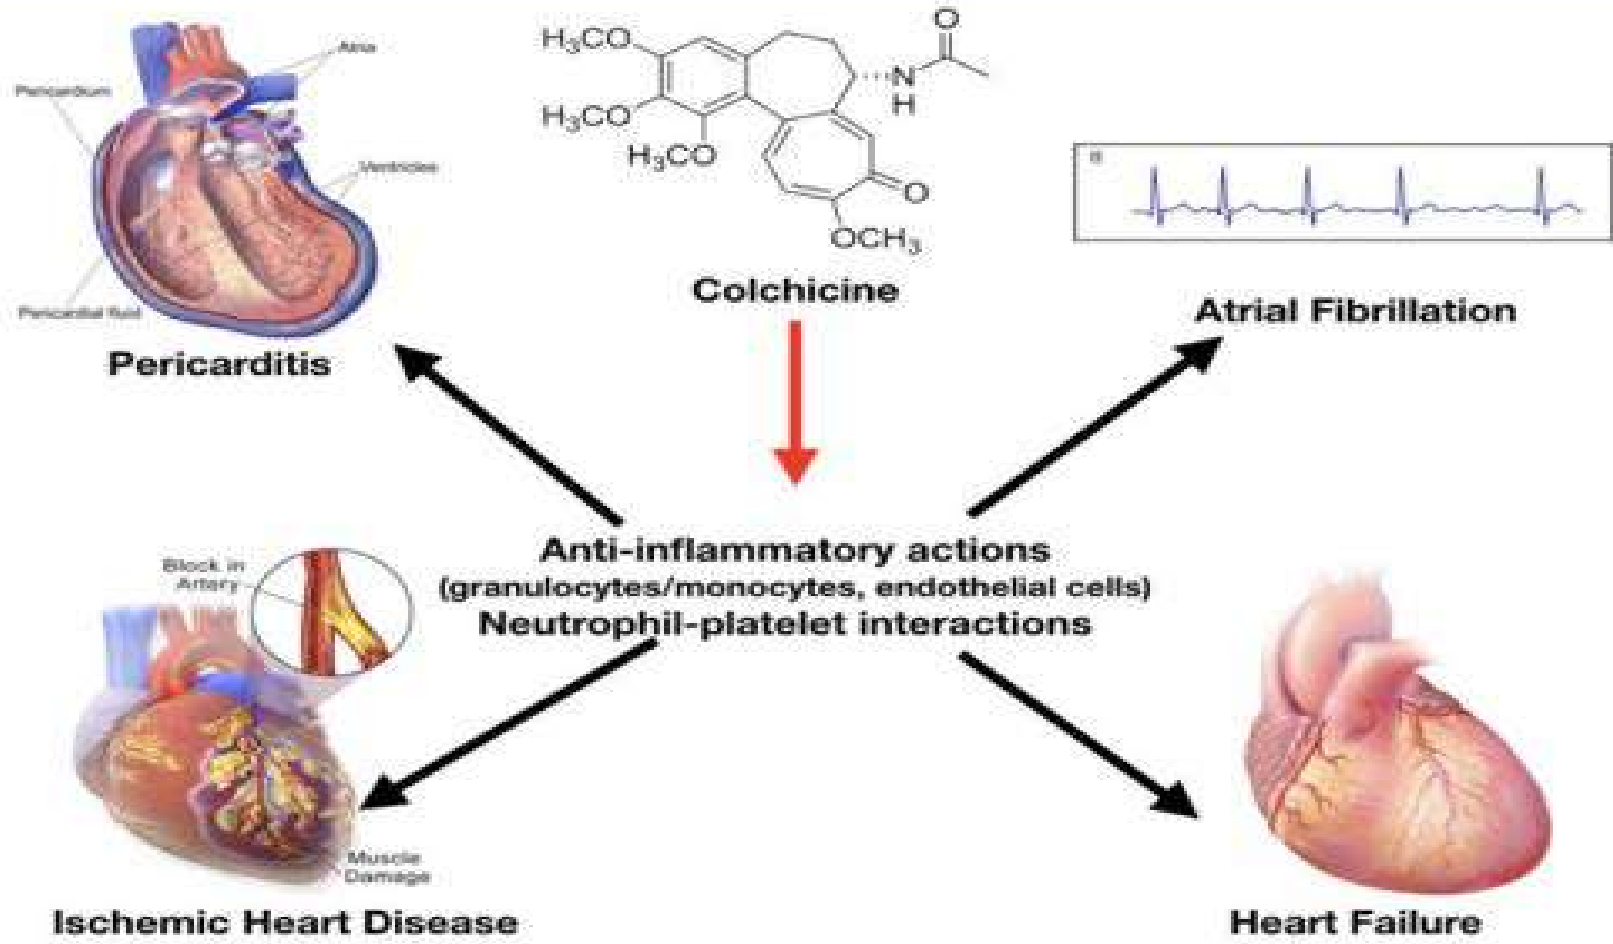 Atria
Pericardium
Ventricles
Pericardial fluid
Pericarditis
H3CO
H3CO
H3CO
O
N
H
O
OCH3
Colchicine
B
Atrial Fibrillation
Anti-inflammatory actions
(granulocytes/monocytes, endothelial cells)
Neutrophil-platelet interactions
Block in
Artery
Muscle
Damage
Ischemic Heart Disease
Heart Failure